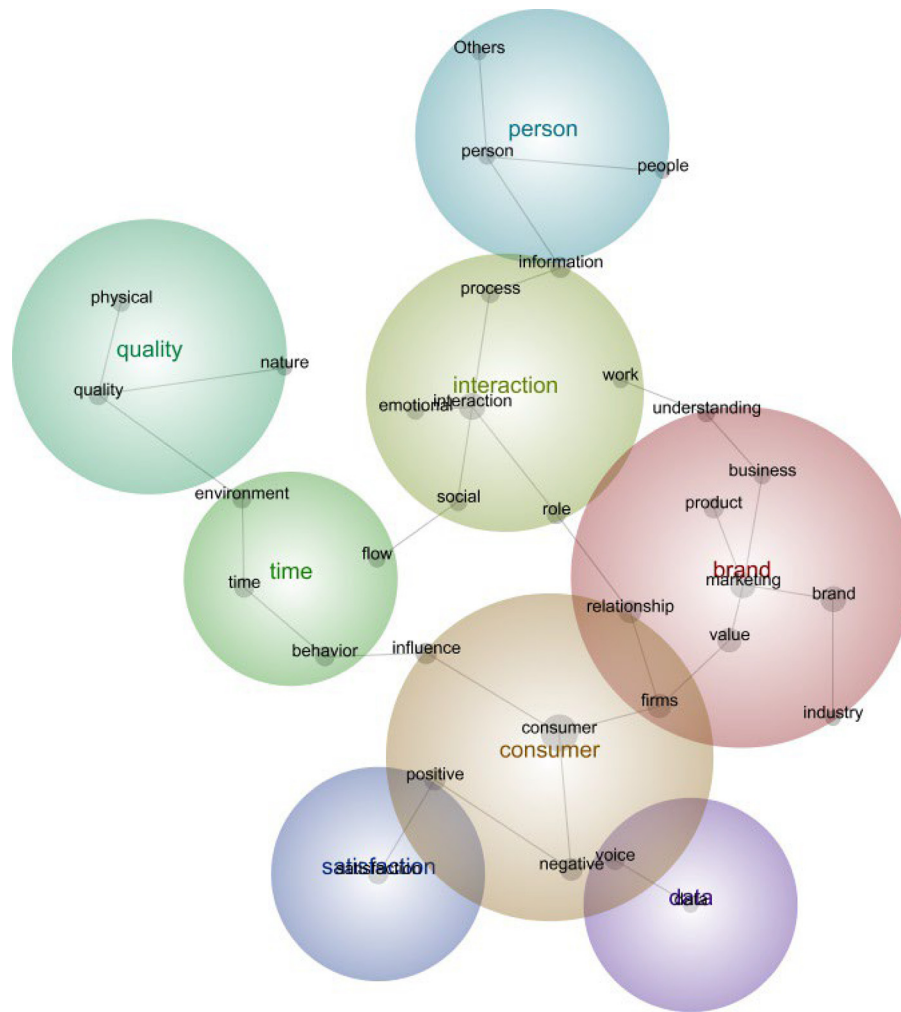 Others
person
person
people
information
process
physical
quality
nature
quality
interaction
work
emotional
interaction
understanding
business
environment
social
product
role
flow
time
brand
time
marketing
brand
relationship
value
behavior
influence
firms
industry
consumer
consumer
positive
satisfaction
satisfaction
negative
voice
data
data